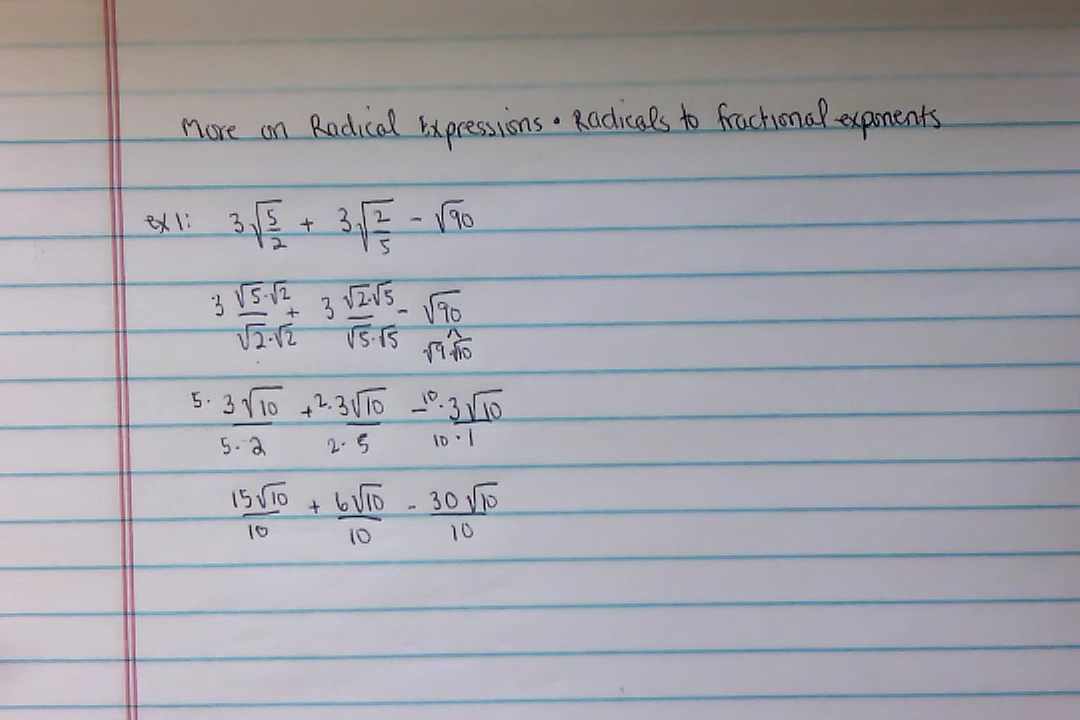 More on Radical Expressions • Radicals to fractional exponents
ex 1: 3√(5/2) + 3√(2/5) - √90
3 (√5·√2)/(√2·√2) + 3 (√2·√5)/(√5·√5) - √90
√9 √10
(5·3√10)/(5·2) + (2·3√10)/(2·5) - (10·3√10)/(10·1)
(15√10)/10 + (6√10)/10 - (30√10)/10